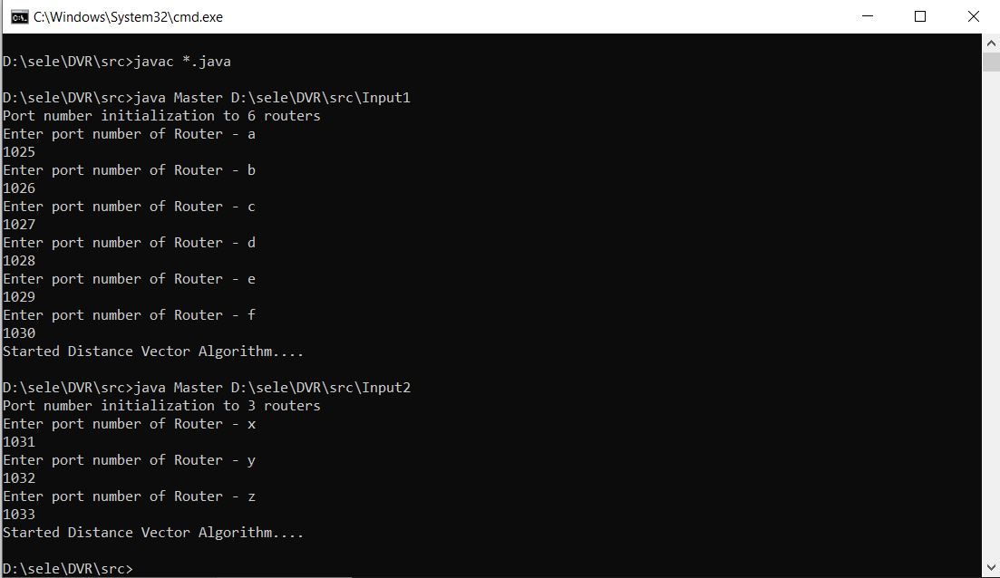 C:\Windows\System32\cmd.exe
D:\sele\DVR\src>javac *.java
D:\sele\DVR\src>java Master D:\sele\DVR\src\Input1
Port number initialization to 6 routers
Enter port number of Router - a
1025
Enter port number of Router - b
1026
Enter port number of Router - c
1027
Enter port number of Router - d
1028
Enter port number of Router - e
1029
Enter port number of Router - f
1030
Started Distance Vector Algorithm....
D:\sele\DVR\src>java Master D:\sele\DVR\src\Input2
Port number initialization to 3 routers
Enter port number of Router - x
1031
Enter port number of Router - y
1032
Enter port number of Router - z
1033
Started Distance Vector Algorithm....
D:\sele\DVR\src>